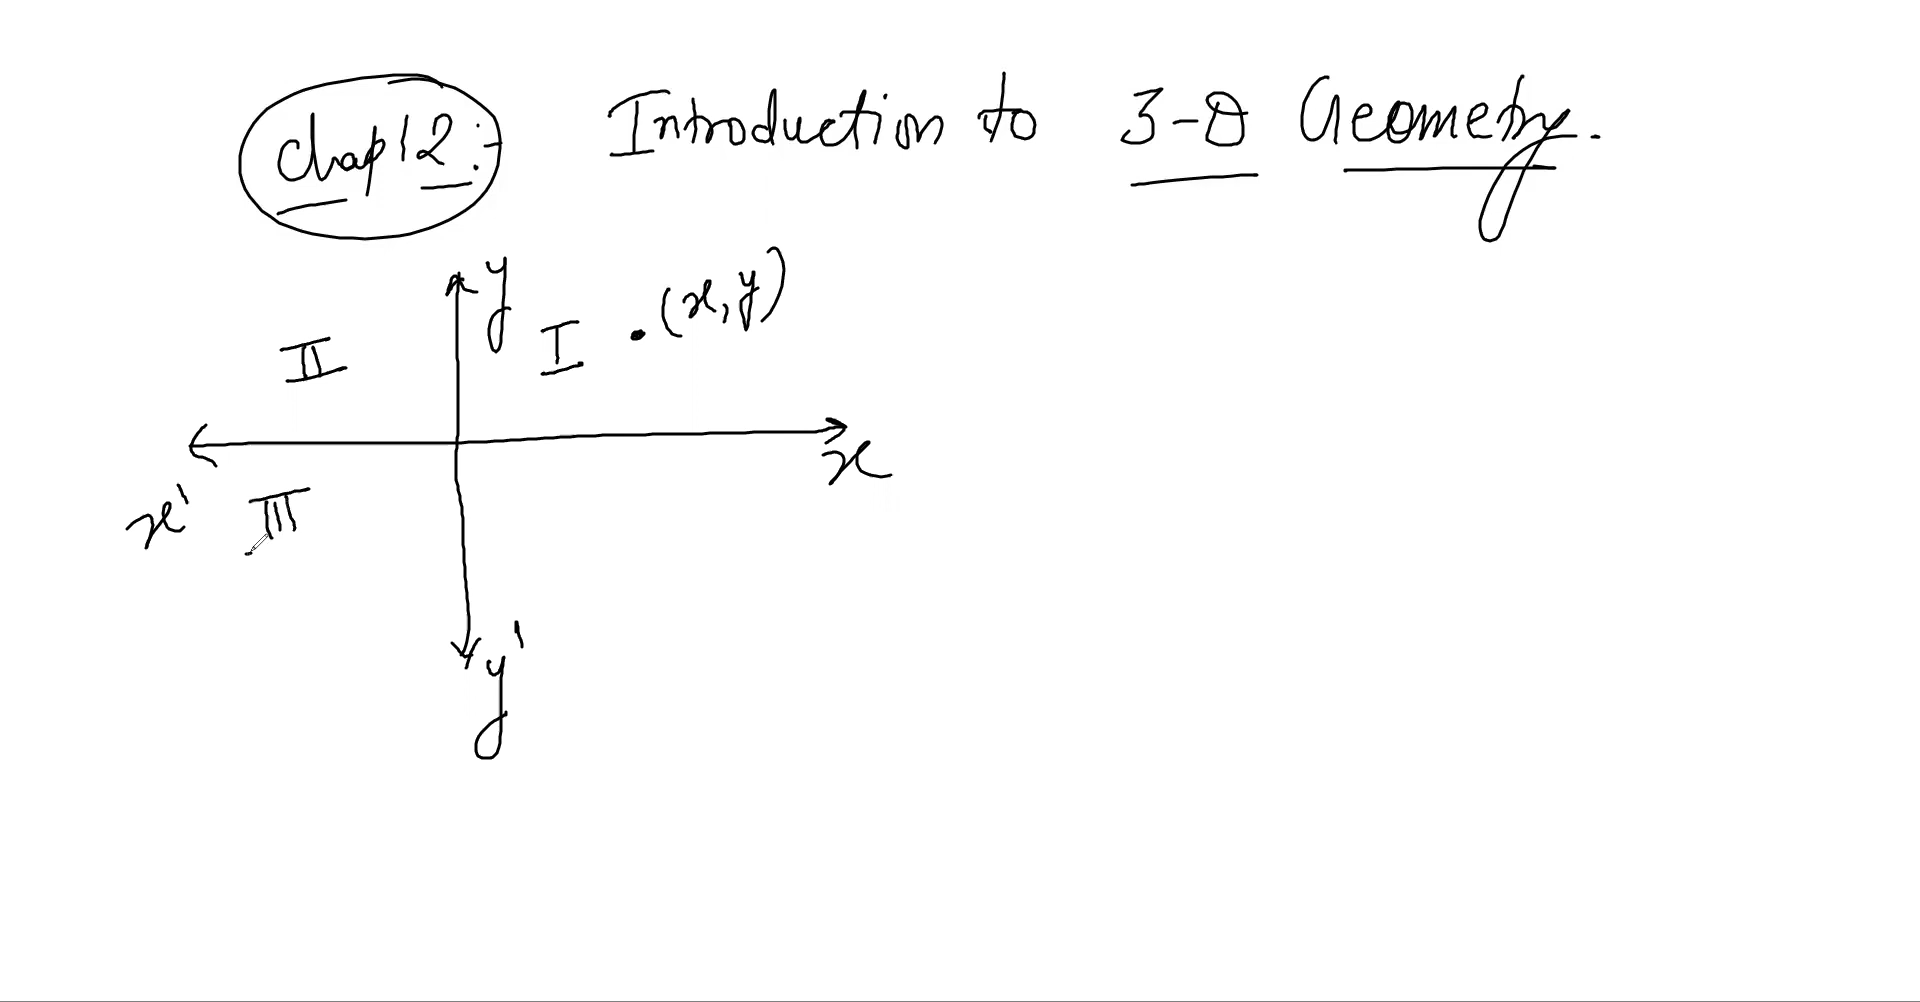 Chap 12:- Introduction to 3-D Geometry.
y
I .(x,y)
II
x
x' III
y'